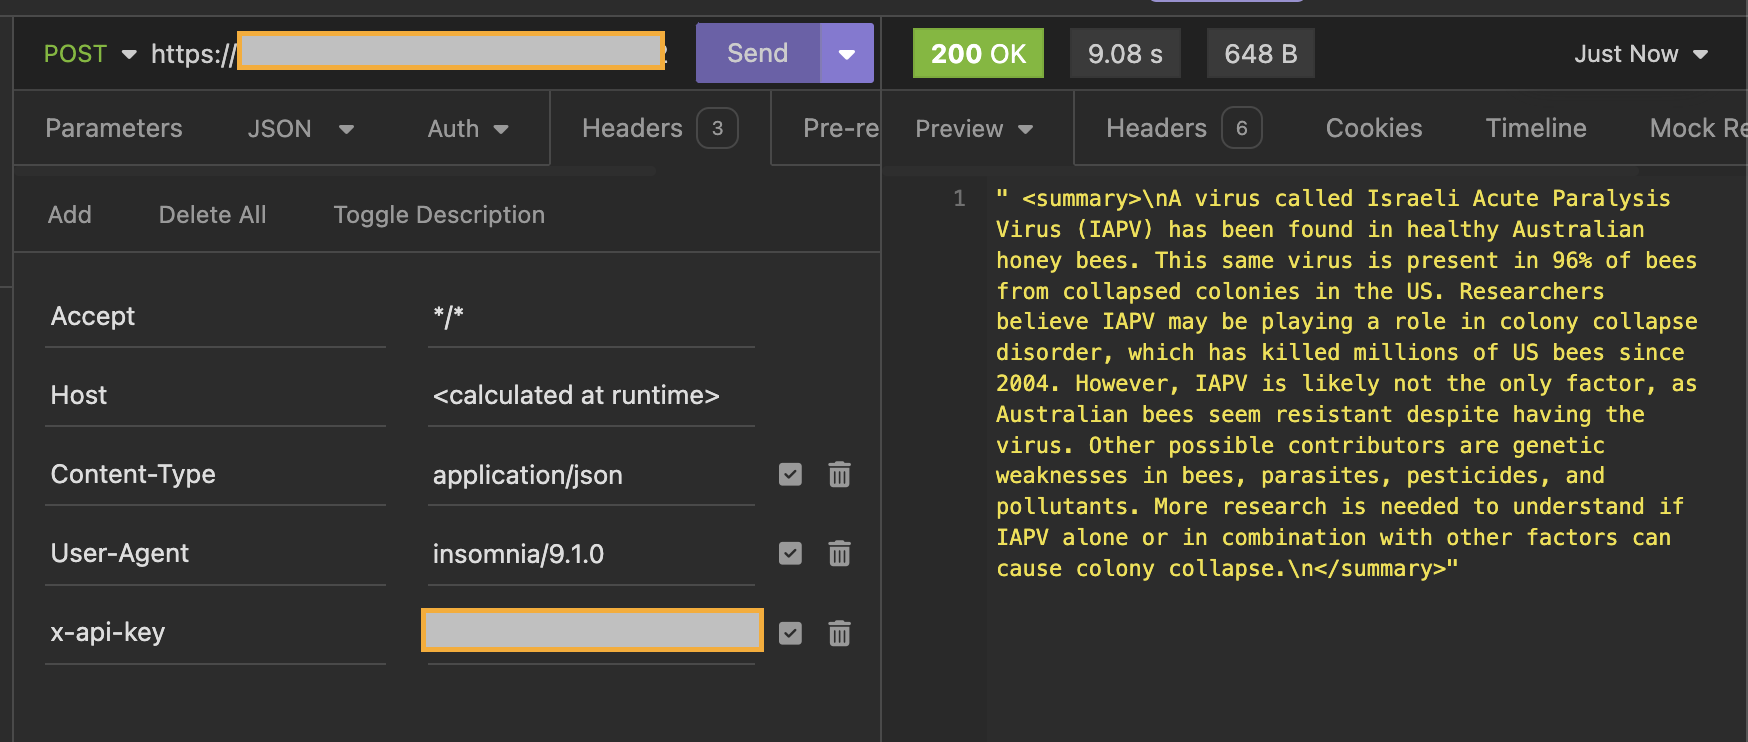 POST https:// Send 200 OK 9.08 s 648 B Just Now
Parameters JSON Auth Headers 3 Pre-re Preview Headers 6 Cookies Timeline Mock Re
Add Delete All Toggle Description
Accept */*
Host <calculated at runtime>
Content-Type application/json
User-Agent insomnia/9.1.0
x-api-key
1
" <summary>\nA virus called Israeli Acute Paralysis
Virus (IAPV) has been found in healthy Australian
honey bees. This same virus is present in 96% of bees
from collapsed colonies in the US. Researchers
believe IAPV may be playing a role in colony collapse
disorder, which has killed millions of US bees since
2004. However, IAPV is likely not the only factor, as
Australian bees seem resistant despite having the
virus. Other possible contributors are genetic
weaknesses in bees, parasites, pesticides, and
pollutants. More research is needed to understand if
IAPV alone or in combination with other factors can
cause colony collapse.\n</summary>"